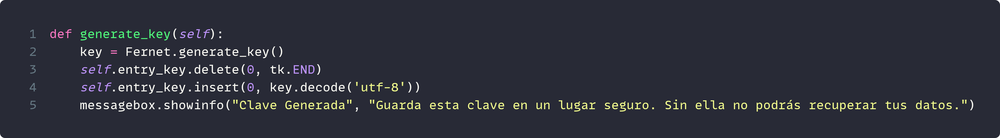 1 def generate_key(self):
2     key = Fernet.generate_key()
3     self.entry_key.delete(0, tk.END)
4     self.entry_key.insert(0, key.decode('utf-8'))
5     messagebox.showinfo("Clave Generada", "Guarda esta clave en un lugar seguro. Sin ella no podrás recuperar tus datos.")